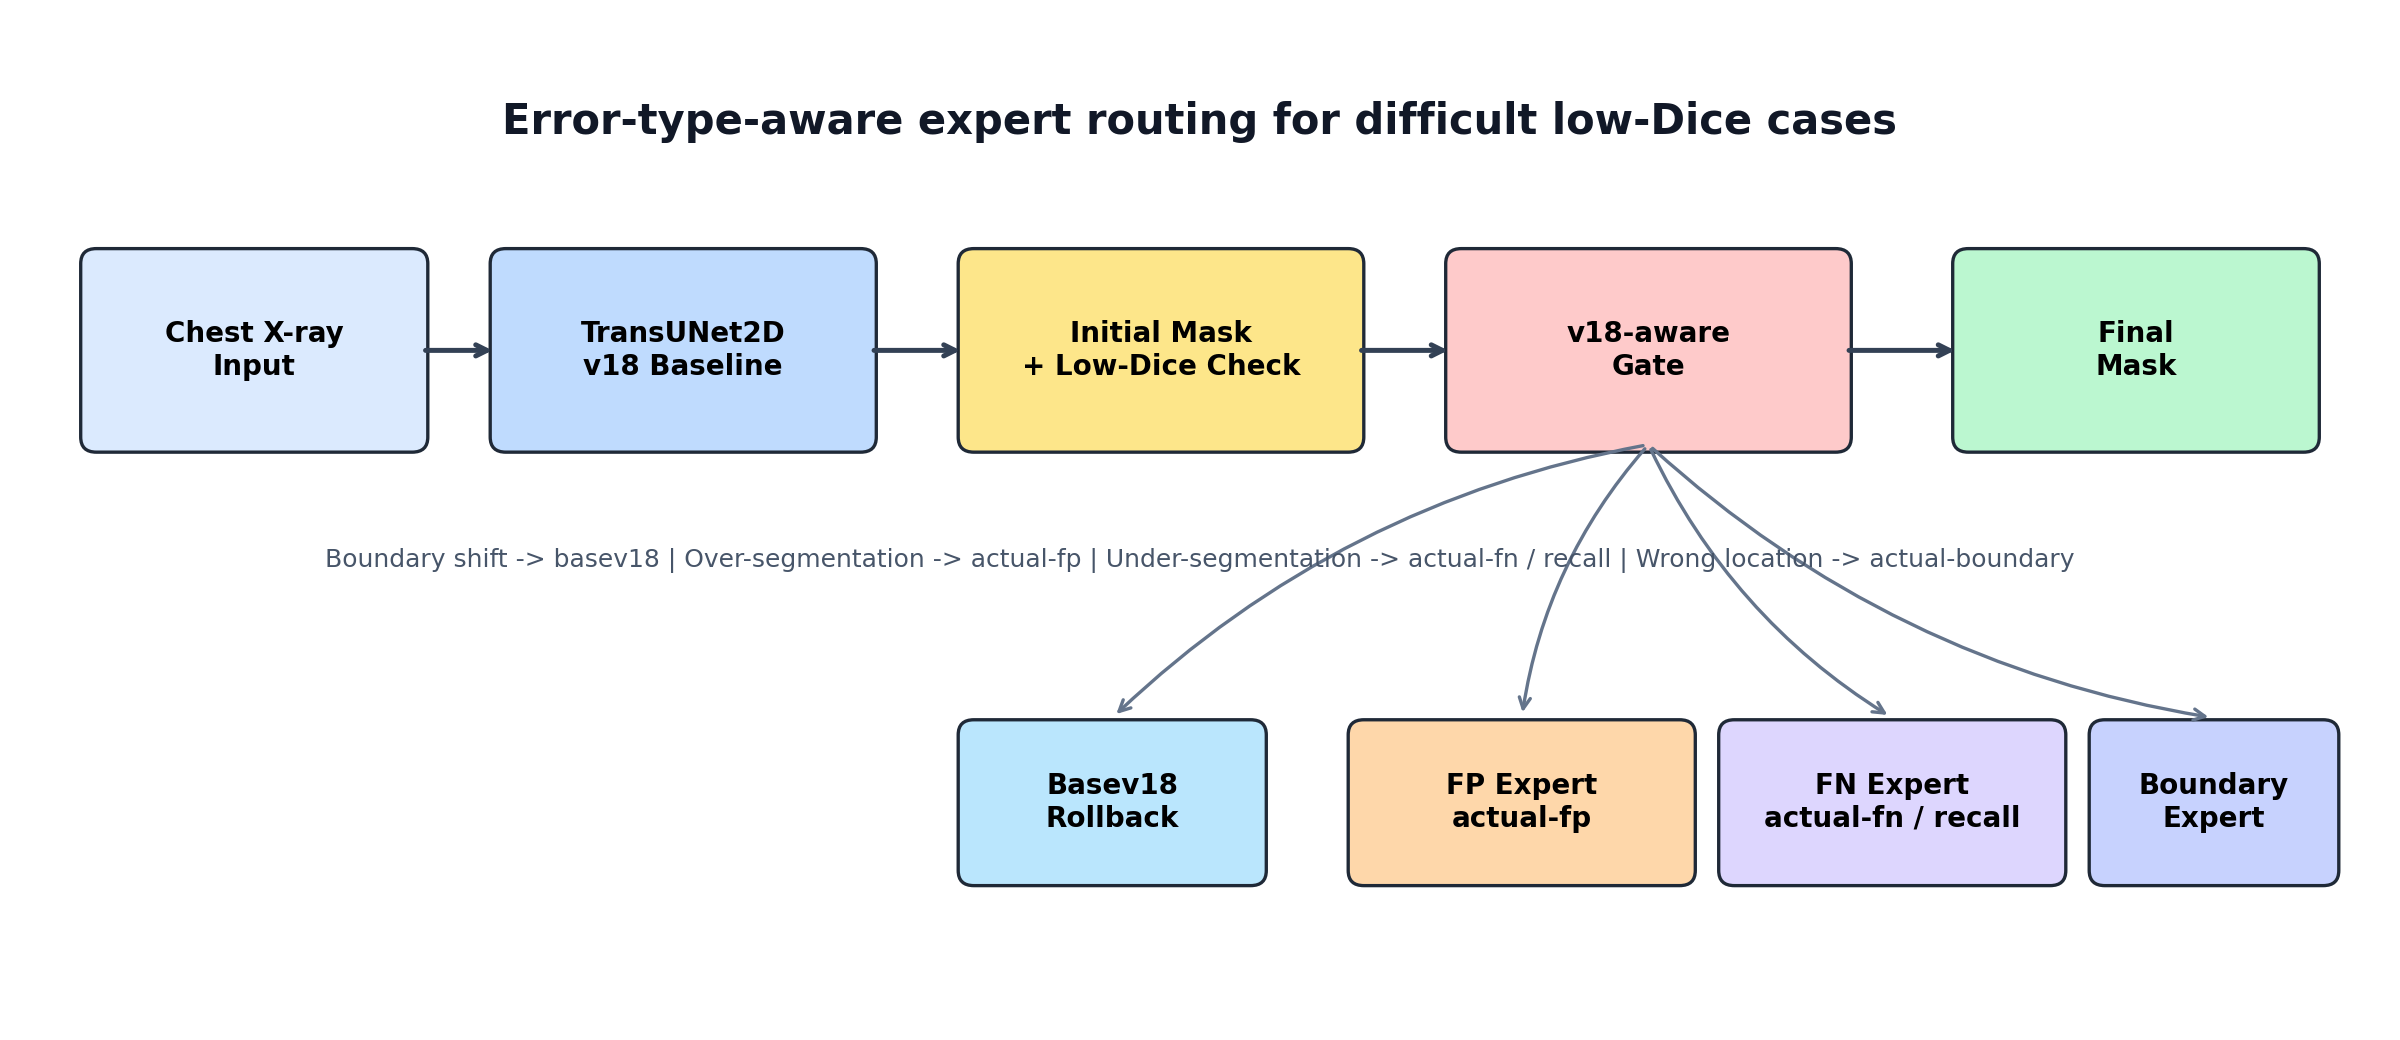 Error-type-aware expert routing for difficult low-Dice cases
Chest X-ray
Input
TransUNet2D
v18 Baseline
Initial Mask
+ Low-Dice Check
v18-aware
Gate
Final
Mask
Boundary shift -> basev18 | Over-segmentation -> actual-fp | Under-segmentation -> actual-fn / recall | Wrong location -> actual-boundary
Basev18
Rollback
FP Expert
actual-fp
FN Expert
actual-fn / recall
Boundary
Expert